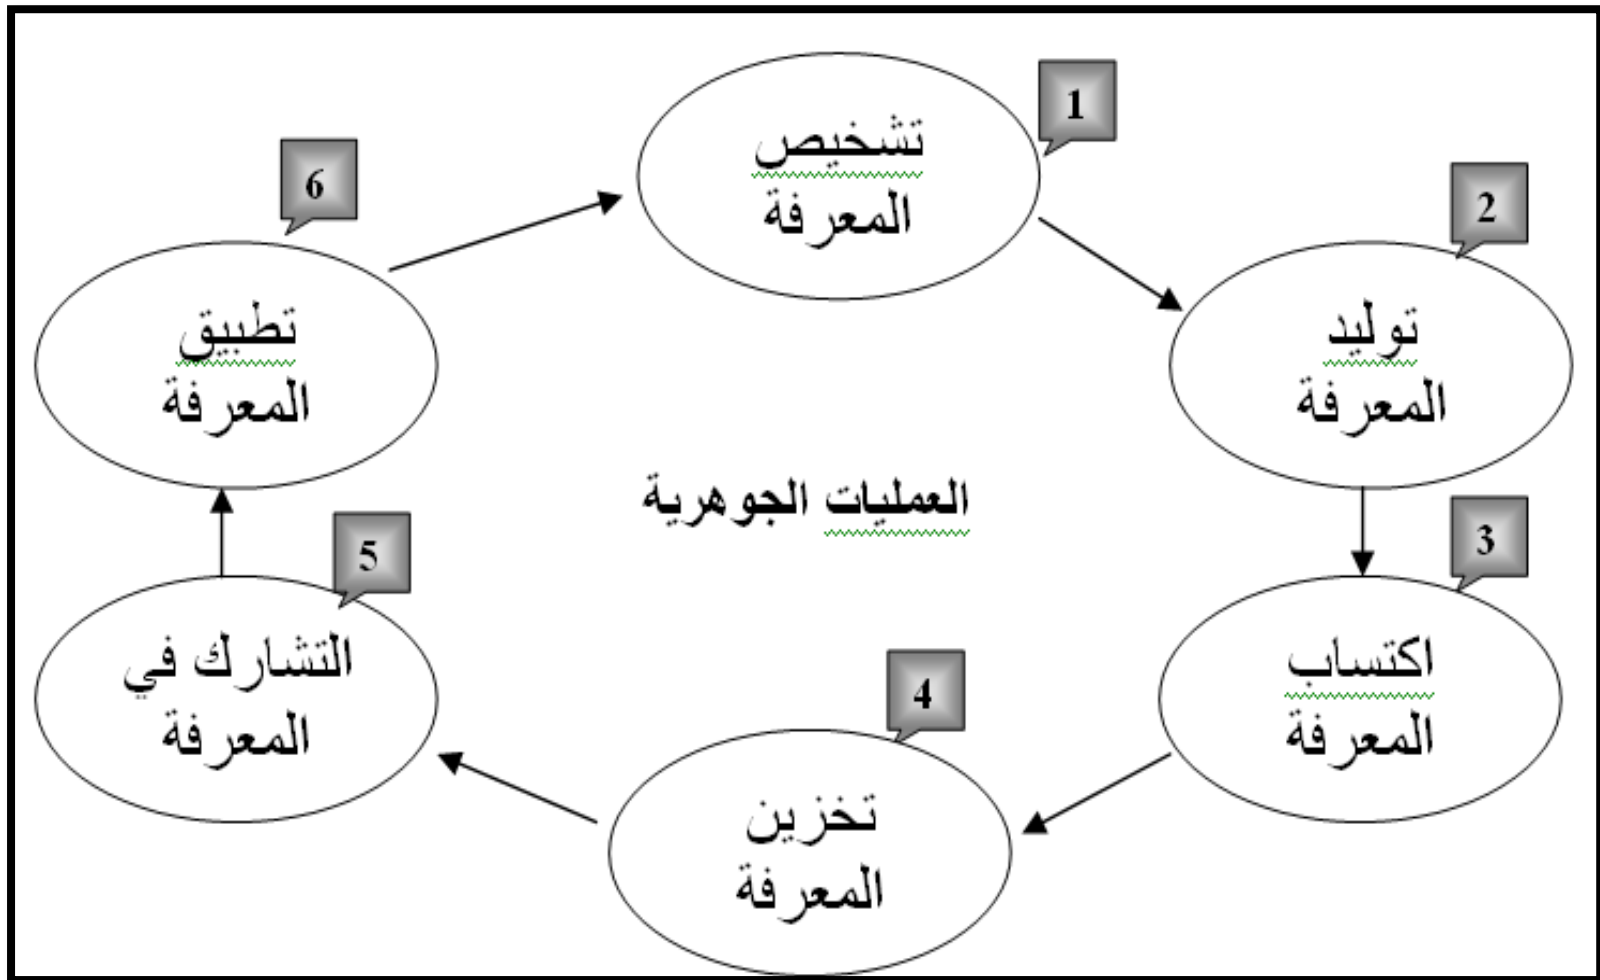 1
تشخيص
المعرفة
2
توليد
المعرفة
3
اكتساب
المعرفة
4
تخزين
المعرفة
5
التشارك في
المعرفة
6
تطبيق
المعرفة
العمليات الجوهرية